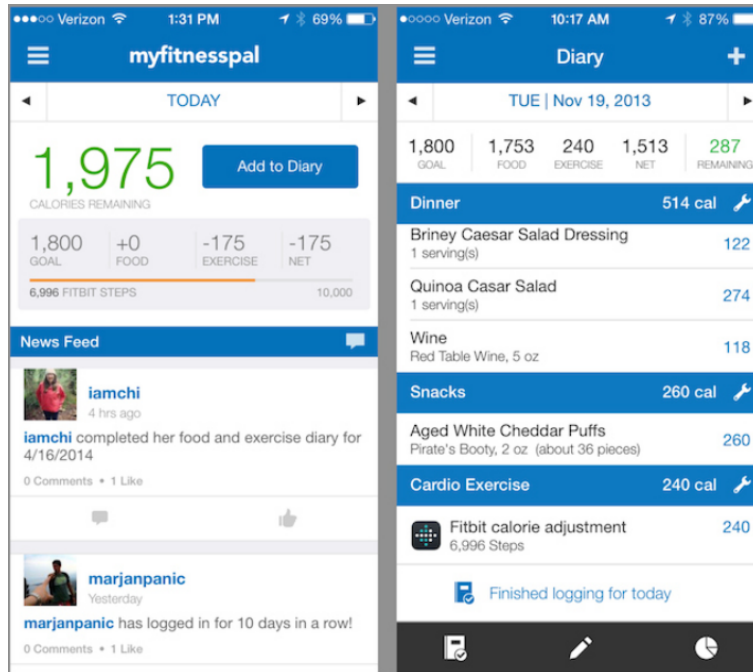 Verizon 1:31 PM 69%
myfitnesspal
TODAY
1,975
CALORIES REMAINING
Add to Diary
1,800 +0 -175 -175
GOAL FOOD EXERCISE NET
6,996 FITBIT STEPS 10,000
News Feed
iamchi
4 hrs ago
iamchi completed her food and exercise diary for
4/16/2014
0 Comments • 1 Like
marjanpanic
Yesterday
marjanpanic has logged in for 10 days in a row!
0 Comments • 1 Like
Verizon 10:17 AM 87%
Diary
TUE | Nov 19, 2013
1,800 1,753 240 1,513 287
GOAL FOOD EXERCISE NET REMAINING
Dinner 514 cal
Briney Caesar Salad Dressing
1 serving(s) 122
Quinoa Casar Salad
1 serving(s) 274
Wine
Red Table Wine, 5 oz 118
Snacks 260 cal
Aged White Cheddar Puffs
Pirate's Booty, 2 oz (about 36 pieces) 260
Cardio Exercise 240 cal
Fitbit calorie adjustment 240
6,996 Steps
Finished logging for today